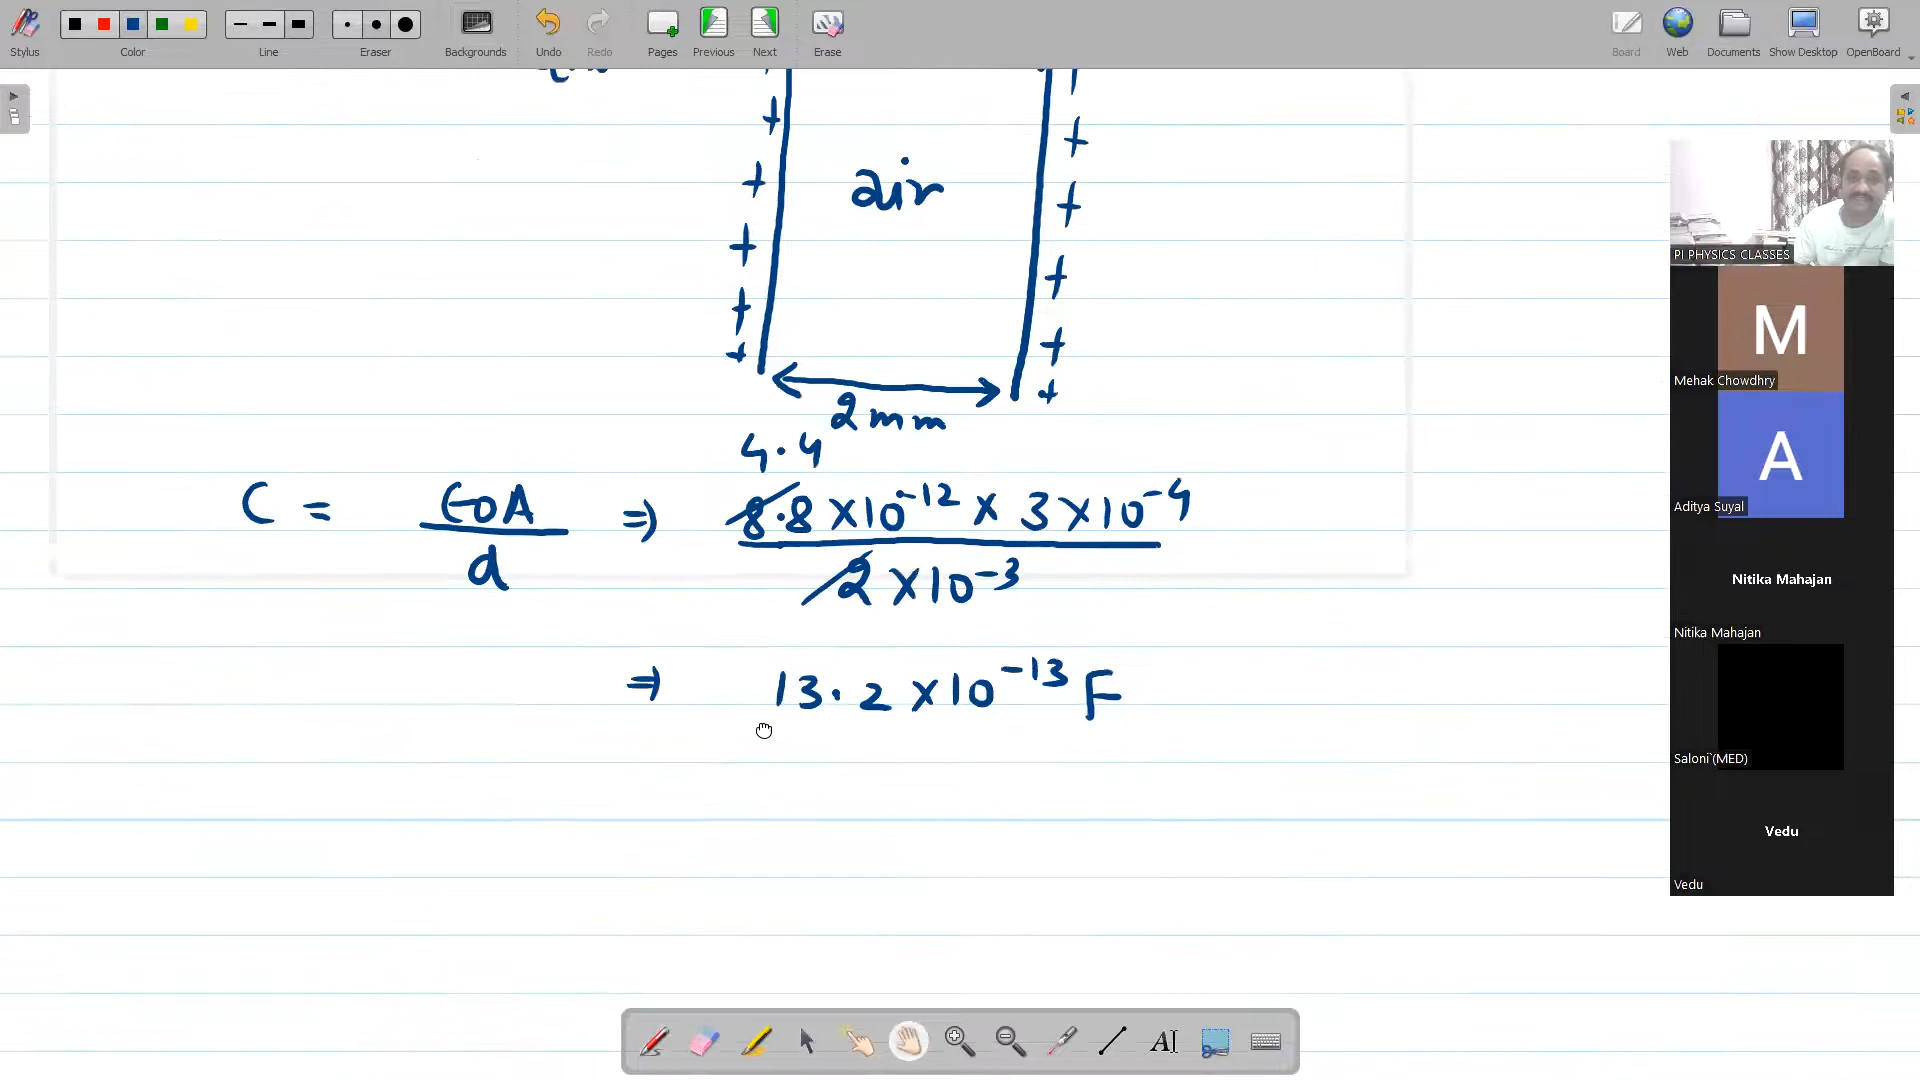 Stylus
Color
Line
Eraser
Backgrounds
Undo
Redo
Pages
Previous
Next
Erase
Board
Web
Documents
Show Desktop
OpenBoard
+ +
+ +
+ air +
+ +
+ +
+ +
2 mm
4.4
C = ∈0A / d ⇒ 8.8 × 10⁻¹² × 3 × 10⁻⁴ / 2 × 10⁻³
⇒ 13.2 × 10⁻¹³ F
PI PHYSICS CLASSES
M
Mehak Chowdhry
A
Aditya Suyal
Nitika Mahajan
Nitika Mahajan
Saloni`(MED)
Vedu
Vedu